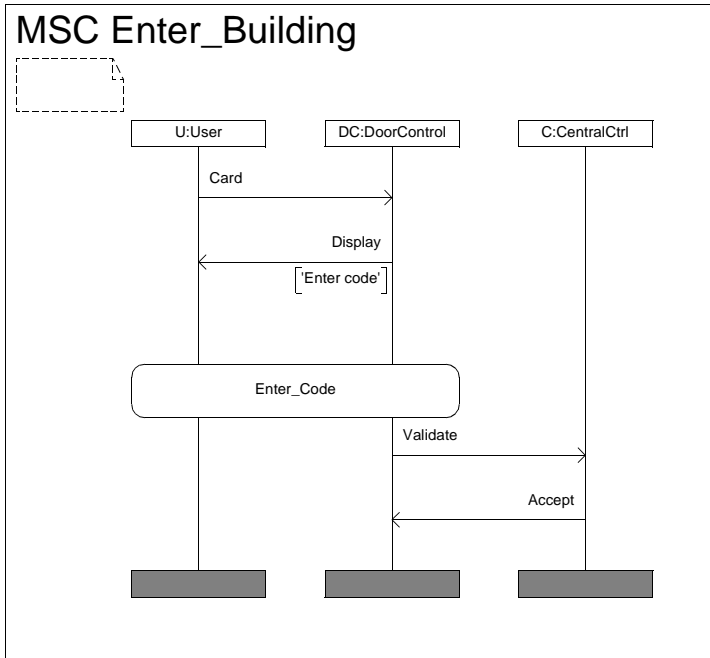 MSC Enter_Building
U:User
DC:DoorControl
C:CentralCtrl
Card
Display
'Enter code'
Enter_Code
Validate
Accept